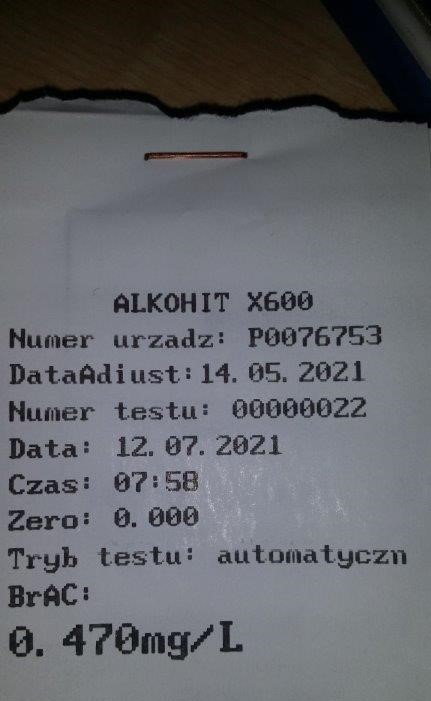 ALKOHIT X600
Numer urzadz: P0076753
DataAdiust: 14. 05. 2021
Numer testu: 00000022
Data: 12. 07. 2021
Czas: 07:58
Zero: 0. 000
Tryb testu: automatyczn
BrAC:
0. 470mg/L